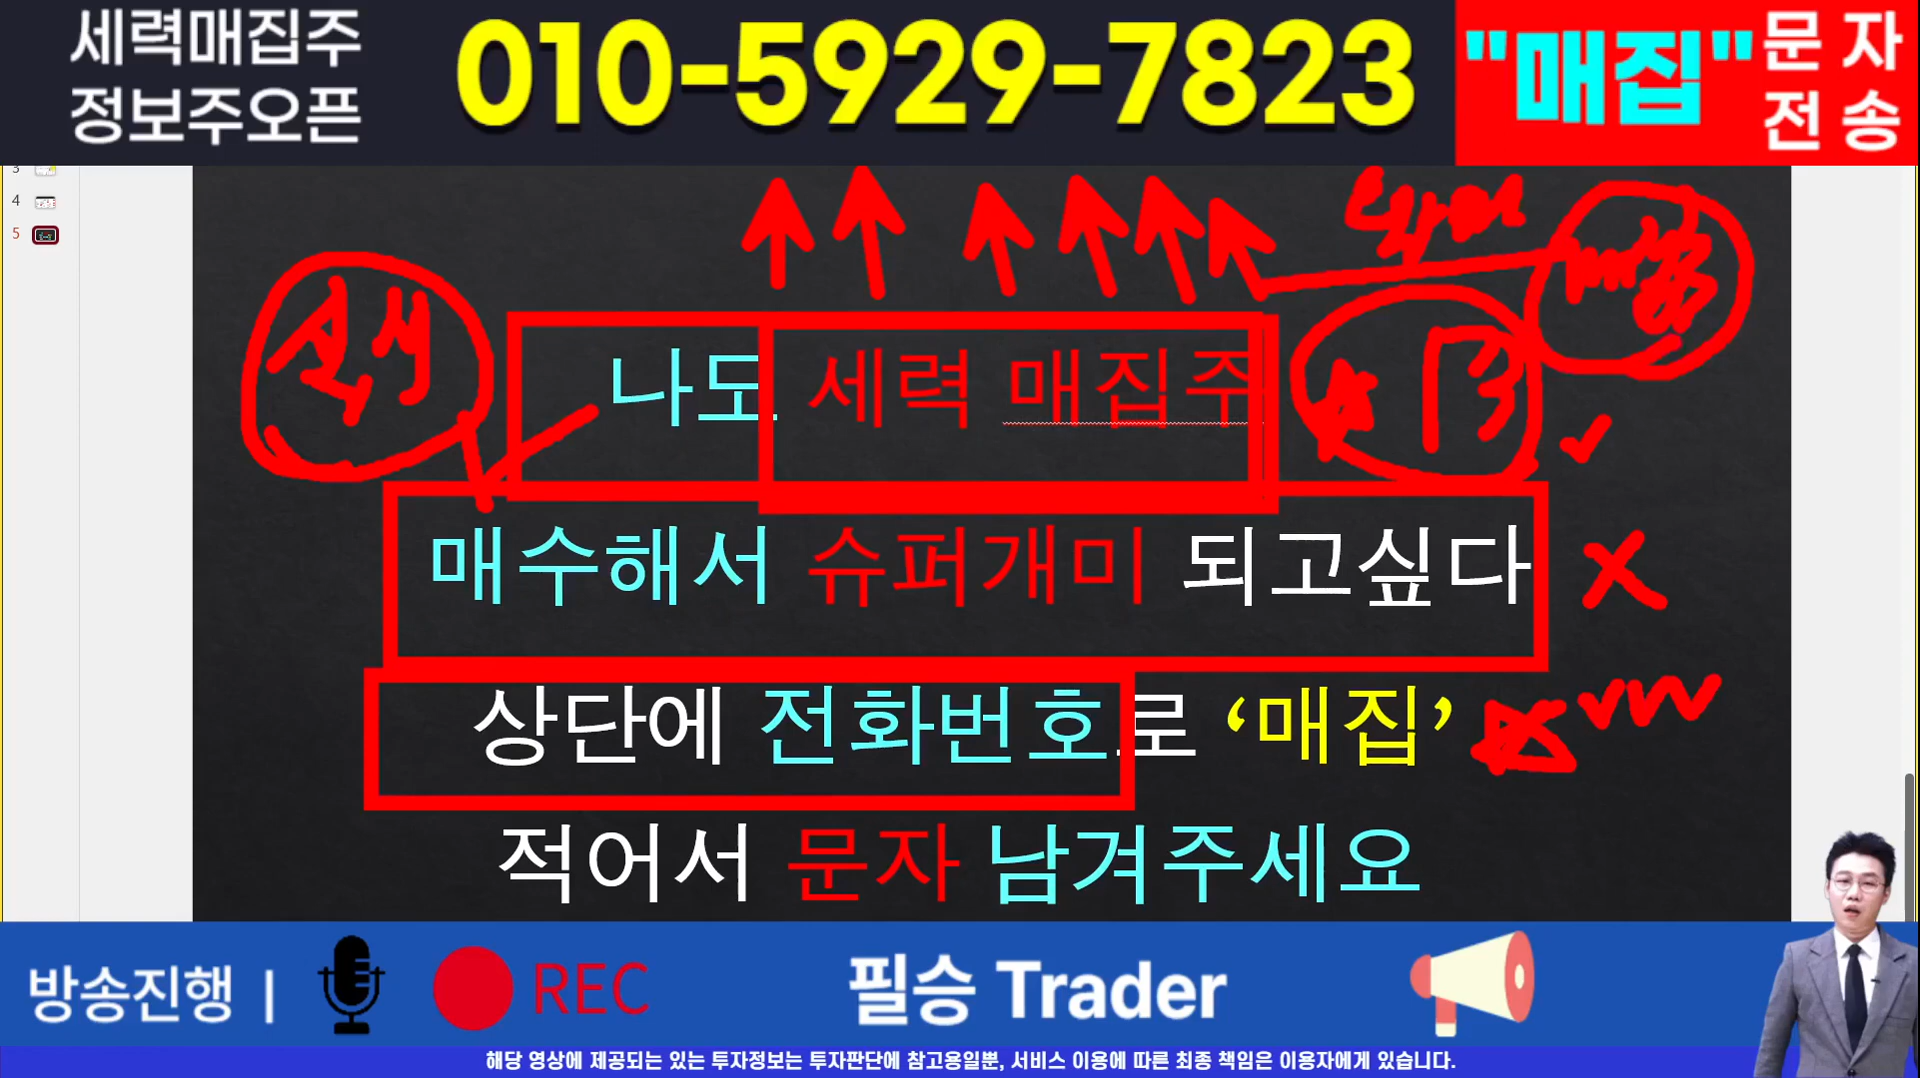 세력매집주
정보주오픈
010-5929-7823
"매집"
문자
전송
3
4
5
나도 세력 매집주
매수해서 슈퍼개미 되고싶다
상단에 전화번호로 ‘매집’
적어서 문자 남겨주세요
방송진행 |
REC
필승 Trader
해당 영상에 제공되는 있는 투자정보는 투자판단에 참고용일뿐, 서비스 이용에 따른 최종 책임은 이용자에게 있습니다.